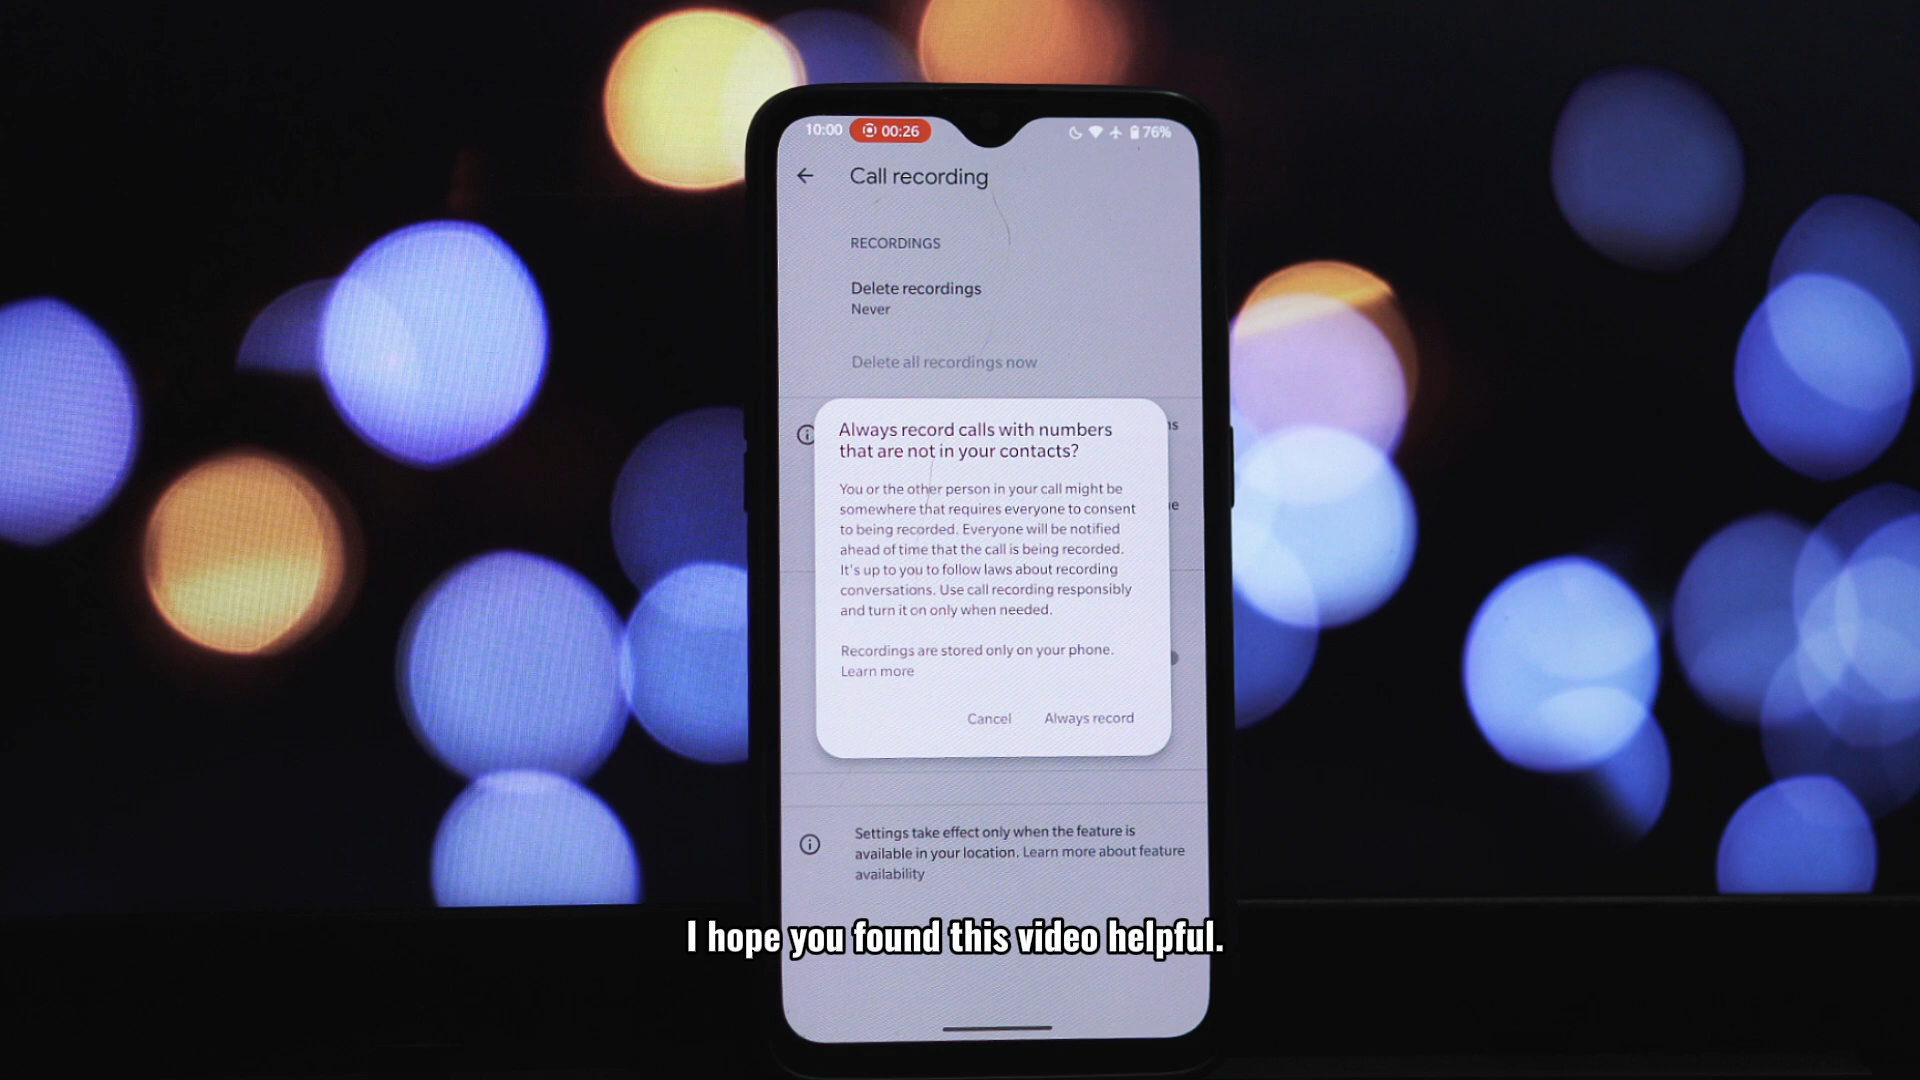 10:00 00:26 76%
Call recording
RECORDINGS
Delete recordings
Never
Delete all recordings now
Always record calls with numbers
that are not in your contacts?
You or the other person in your call might be
somewhere that requires everyone to consent
to being recorded. Everyone will be notified
ahead of time that the call is being recorded.
It's up to you to follow laws about recording
conversations. Use call recording responsibly
and turn it on only when needed.
Recordings are stored only on your phone.
Learn more
Cancel Always record
Settings take effect only when the feature is
available in your location. Learn more about feature
availability
I hope you found this video helpful.